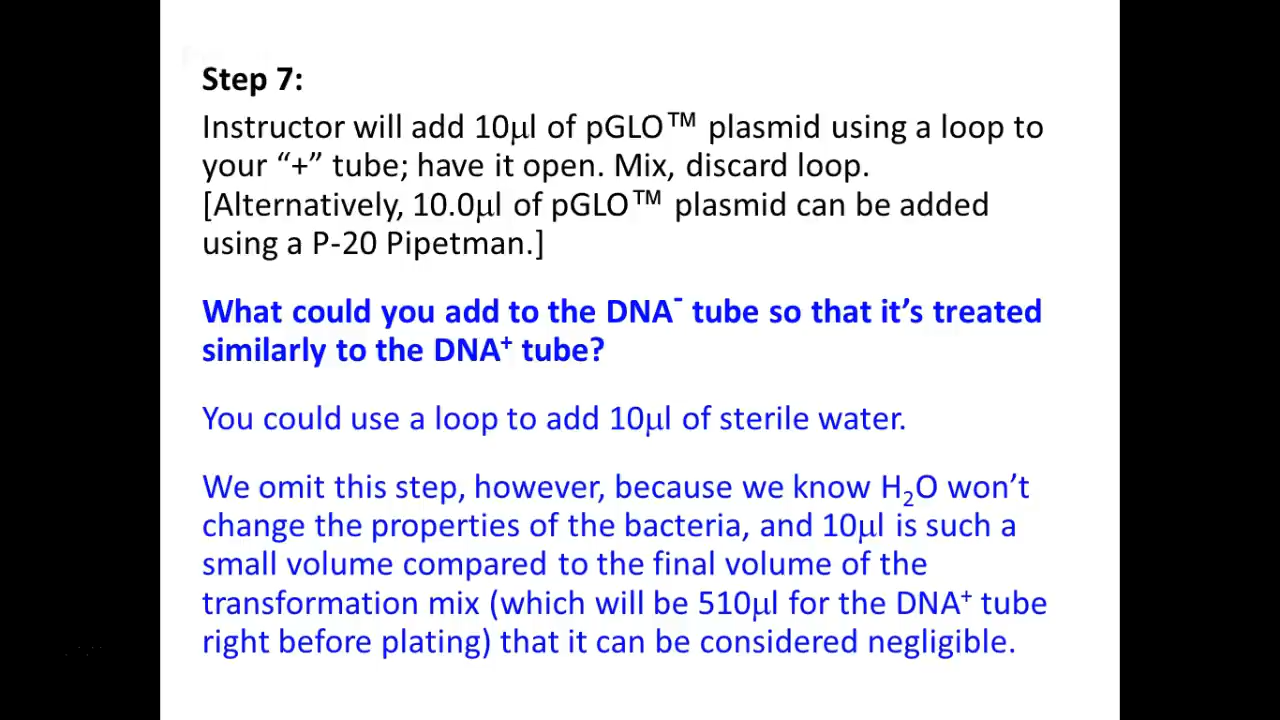 Step 7:
Instructor will add 10µl of pGLO™ plasmid using a loop to
your “+” tube; have it open. Mix, discard loop.
[Alternatively, 10.0µl of pGLO™ plasmid can be added
using a P-20 Pipetman.]
What could you add to the DNA⁻ tube so that it’s treated
similarly to the DNA⁺ tube?
You could use a loop to add 10µl of sterile water.
We omit this step, however, because we know H₂O won’t
change the properties of the bacteria, and 10µl is such a
small volume compared to the final volume of the
transformation mix (which will be 510µl for the DNA⁺ tube
right before plating) that it can be considered negligible.